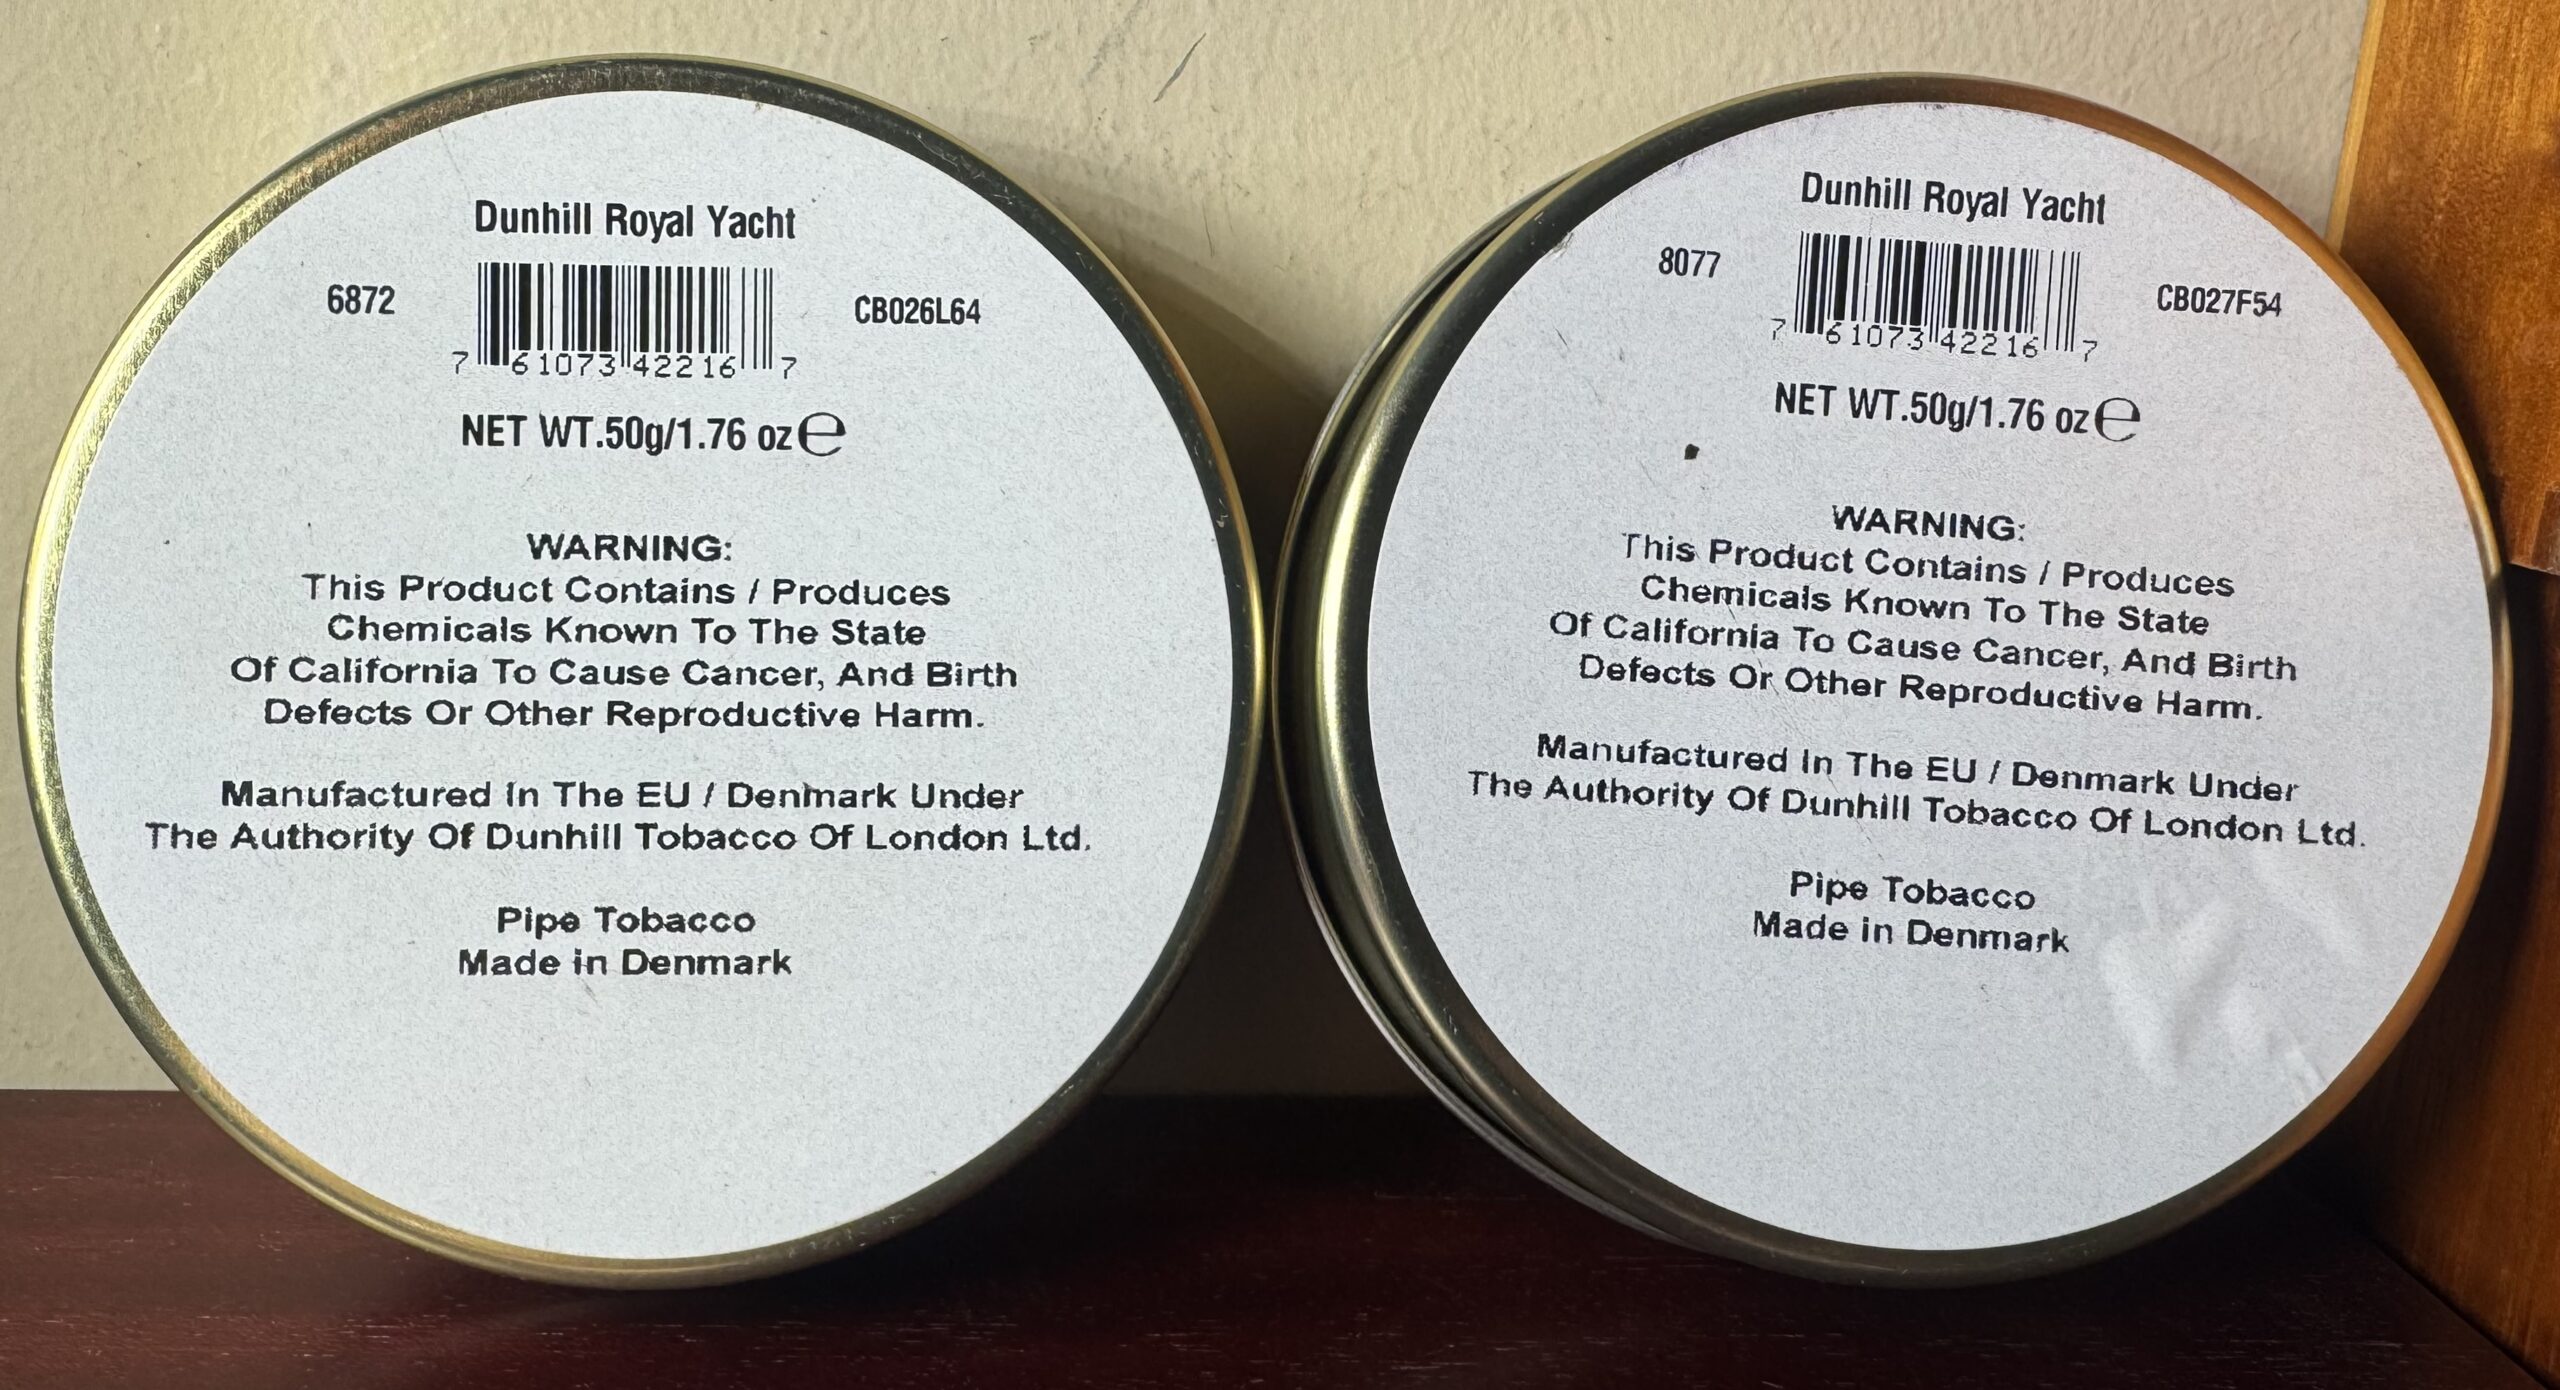 Dunhill Royal Yacht
6872
CB026L64
7 61073 42216 7
NET WT.50g/1.76 oz ℮
WARNING:
This Product Contains / Produces
Chemicals Known To The State
Of California To Cause Cancer, And Birth
Defects Or Other Reproductive Harm.
Manufactured In The EU / Denmark Under
The Authority Of Dunhill Tobacco Of London Ltd.
Pipe Tobacco
Made in Denmark
Dunhill Royal Yacht
8077
CB027F54
7 61073 42216 7
NET WT.50g/1.76 oz ℮
WARNING:
This Product Contains / Produces
Chemicals Known To The State
Of California To Cause Cancer, And Birth
Defects Or Other Reproductive Harm.
Manufactured In The EU / Denmark Under
The Authority Of Dunhill Tobacco Of London Ltd.
Pipe Tobacco
Made in Denmark